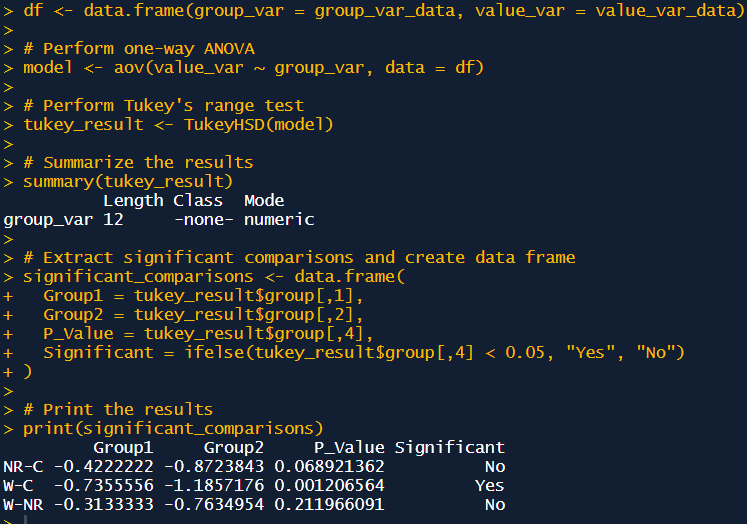 > df <- data.frame(group_var = group_var_data, value_var = value_var_data)
>
> # Perform one-way ANOVA
> model <- aov(value_var ~ group_var, data = df)
>
> # Perform Tukey's range test
> tukey_result <- TukeyHSD(model)
>
> # Summarize the results
> summary(tukey_result)
          Length Class  Mode
group_var 12     -none- numeric
>
> # Extract significant comparisons and create data frame
> significant_comparisons <- data.frame(
+   Group1 = tukey_result$group[,1],
+   Group2 = tukey_result$group[,2],
+   P_Value = tukey_result$group[,4],
+   Significant = ifelse(tukey_result$group[,4] < 0.05, "Yes", "No")
+ )
>
> # Print the results
> print(significant_comparisons)
         Group1     Group2     P_Value Significant
NR-C -0.4222222 -0.8723843 0.068921362          No
W-C  -0.7355556 -1.1857176 0.001206564         Yes
W-NR -0.3133333 -0.7634954 0.211966091          No
>